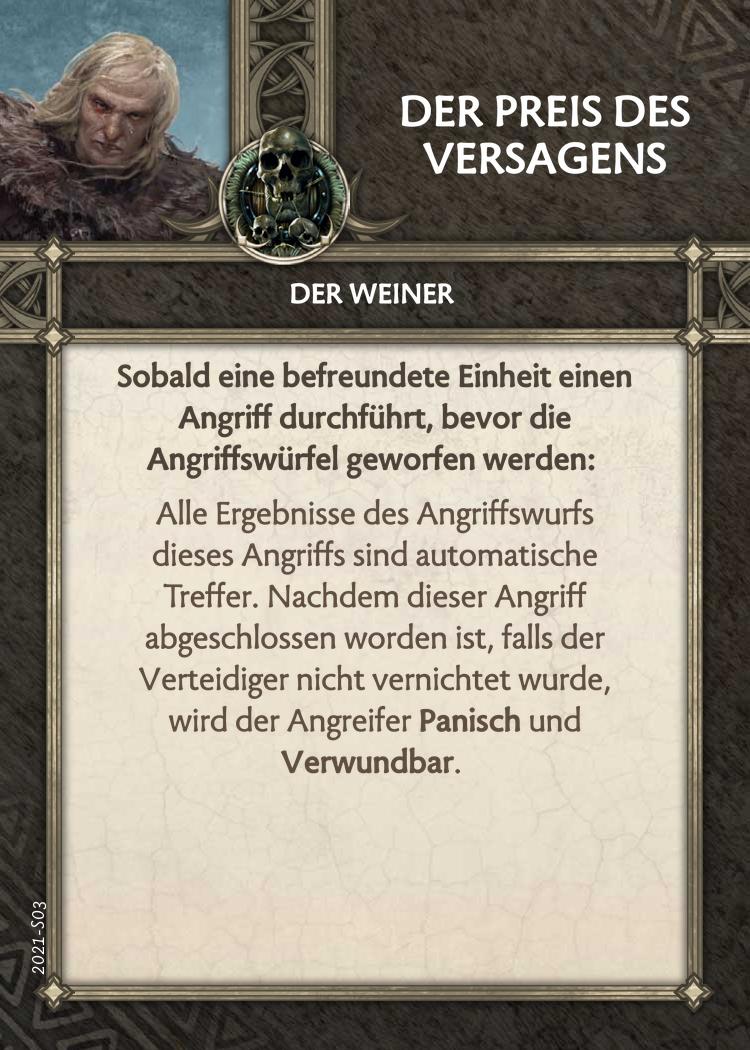 DER PREIS DES
VERSAGENS
DER WEINER
Sobald eine befreundete Einheit einen
Angriff durchführt, bevor die
Angriffswürfel geworfen werden:
Alle Ergebnisse des Angriffswurfs
dieses Angriffs sind automatische
Treffer. Nachdem dieser Angriff
abgeschlossen worden ist, falls der
Verteidiger nicht vernichtet wurde,
wird der Angreifer Panisch und
Verwundbar.
2021-S03